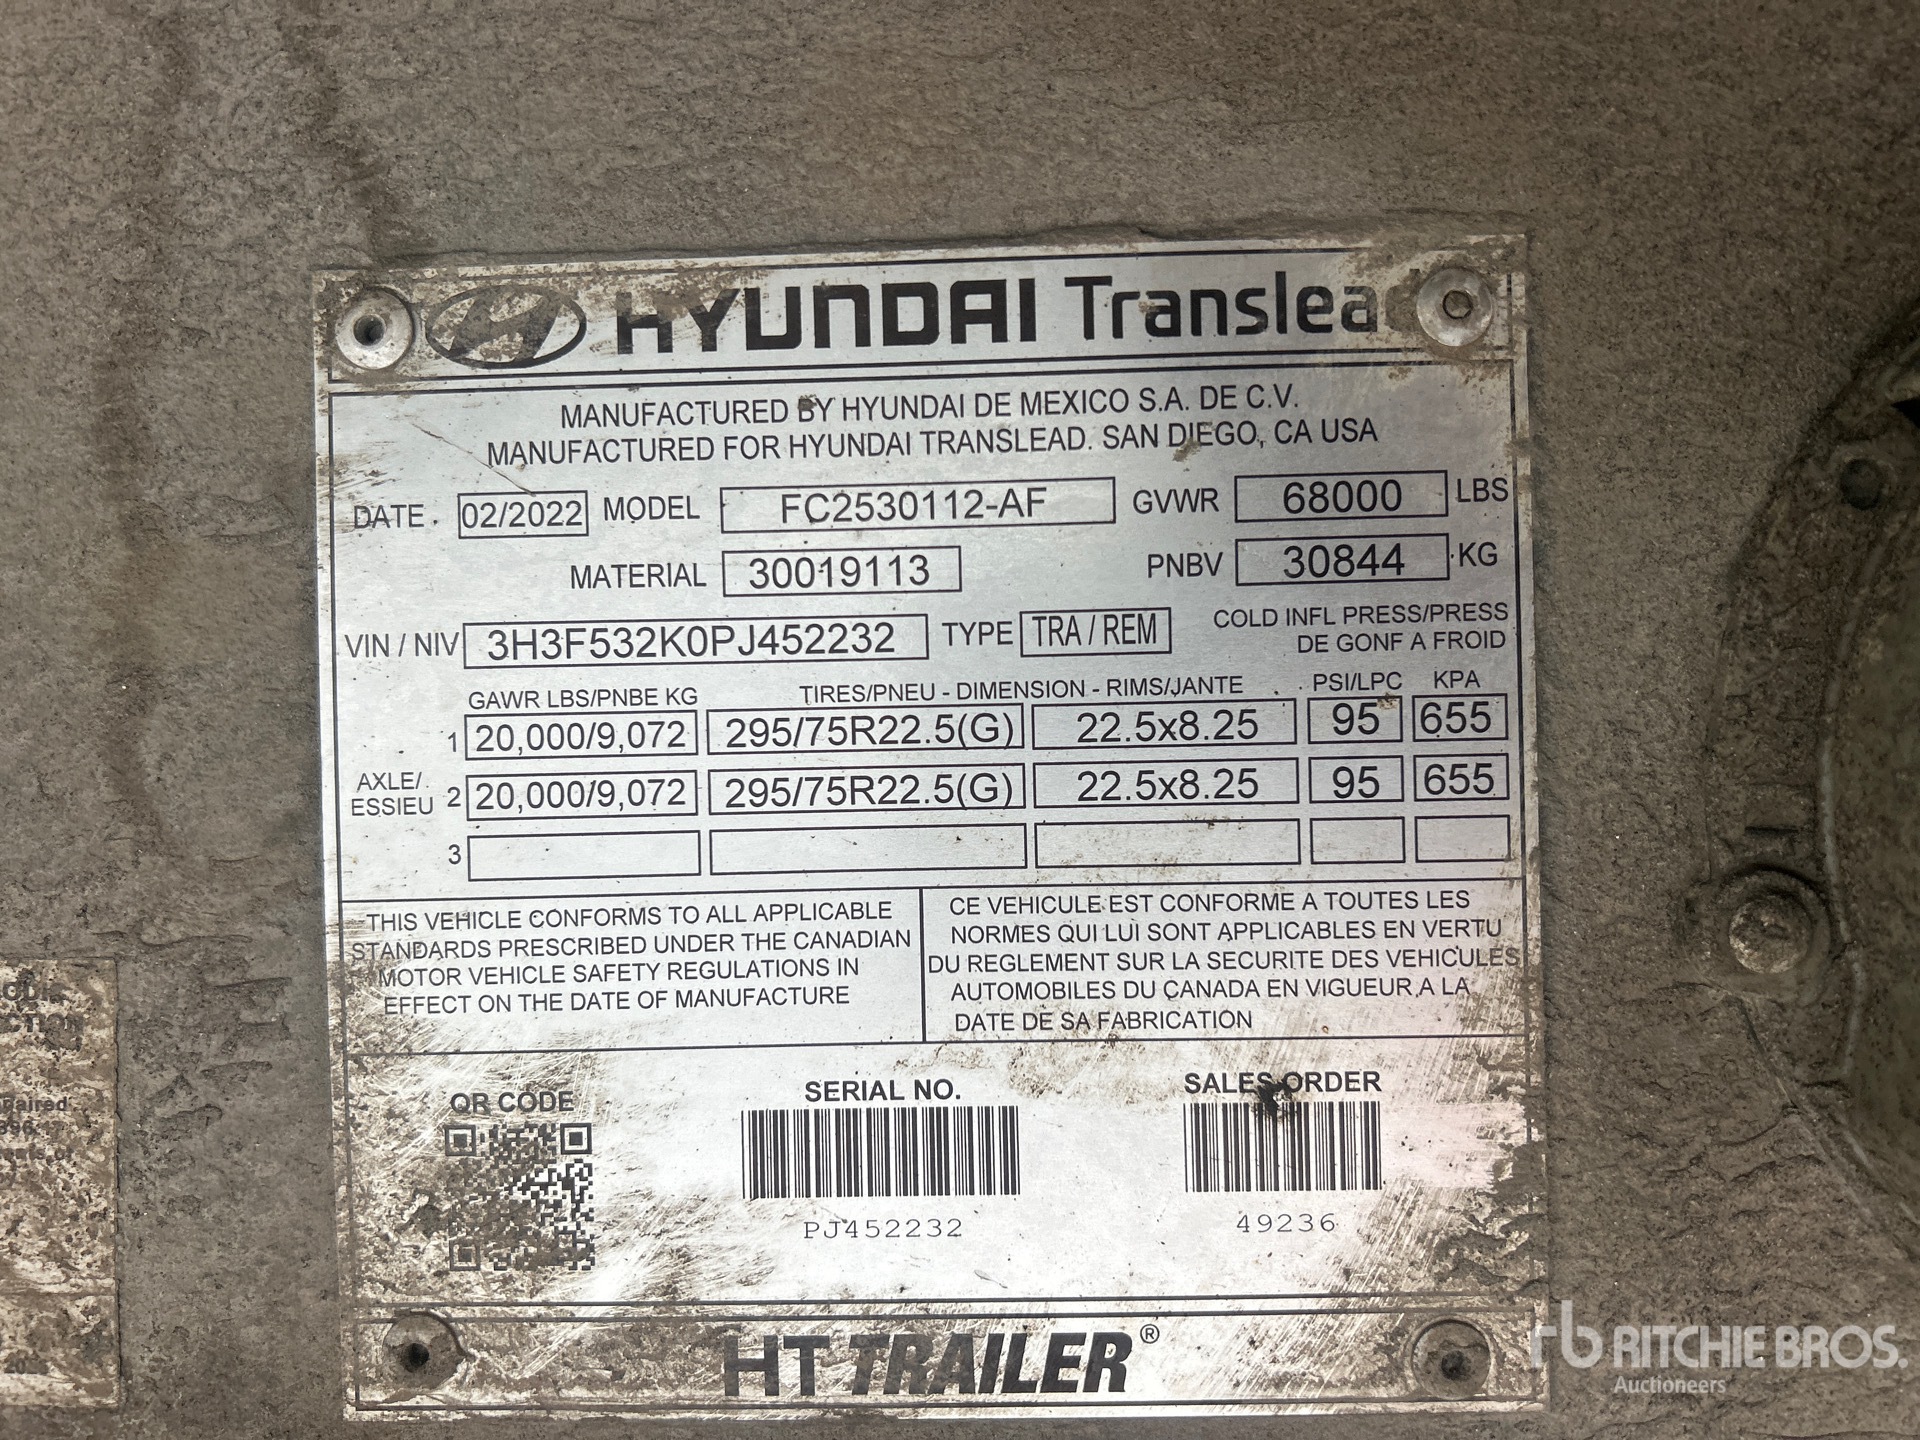 HYUNDAI Translead
MANUFACTURED BY HYUNDAI DE MEXICO S.A. DE C.V.
MANUFACTURED FOR HYUNDAI TRANSLEAD. SAN DIEGO, CA USA
DATE. 02/2022 MODEL FC2530112-AF GVWR 68000 LBS
MATERIAL 30019113 PNBV 30844 KG
VIN / NIV 3H3F532K0PJ452232 TYPE TRA / REM COLD INFL PRESS/PRESS
DE GONF A FROID
GAWR LBS/PNBE KG TIRES/PNEU - DIMENSION - RIMS/JANTE PSI/LPC KPA
1 20,000/9,072 295/75R22.5(G) 22.5x8.25 95 655
AXLE/
ESSIEU 2 20,000/9,072 295/75R22.5(G) 22.5x8.25 95 655
3
THIS VEHICLE CONFORMS TO ALL APPLICABLE
STANDARDS PRESCRIBED UNDER THE CANADIAN
MOTOR VEHICLE SAFETY REGULATIONS IN
EFFECT ON THE DATE OF MANUFACTURE
CE VEHICULE EST CONFORME A TOUTES LES
NORMES QUI LUI SONT APPLICABLES EN VERTU
DU REGLEMENT SUR LA SECURITE DES VEHICULES
AUTOMOBILES DU CANADA EN VIGUEUR A LA
DATE DE SA FABRICATION
QR CODE SERIAL NO. SALES ORDER
PJ452232 49236
HT TRAILER®
rb RITCHIE BROS.
Auctioneers